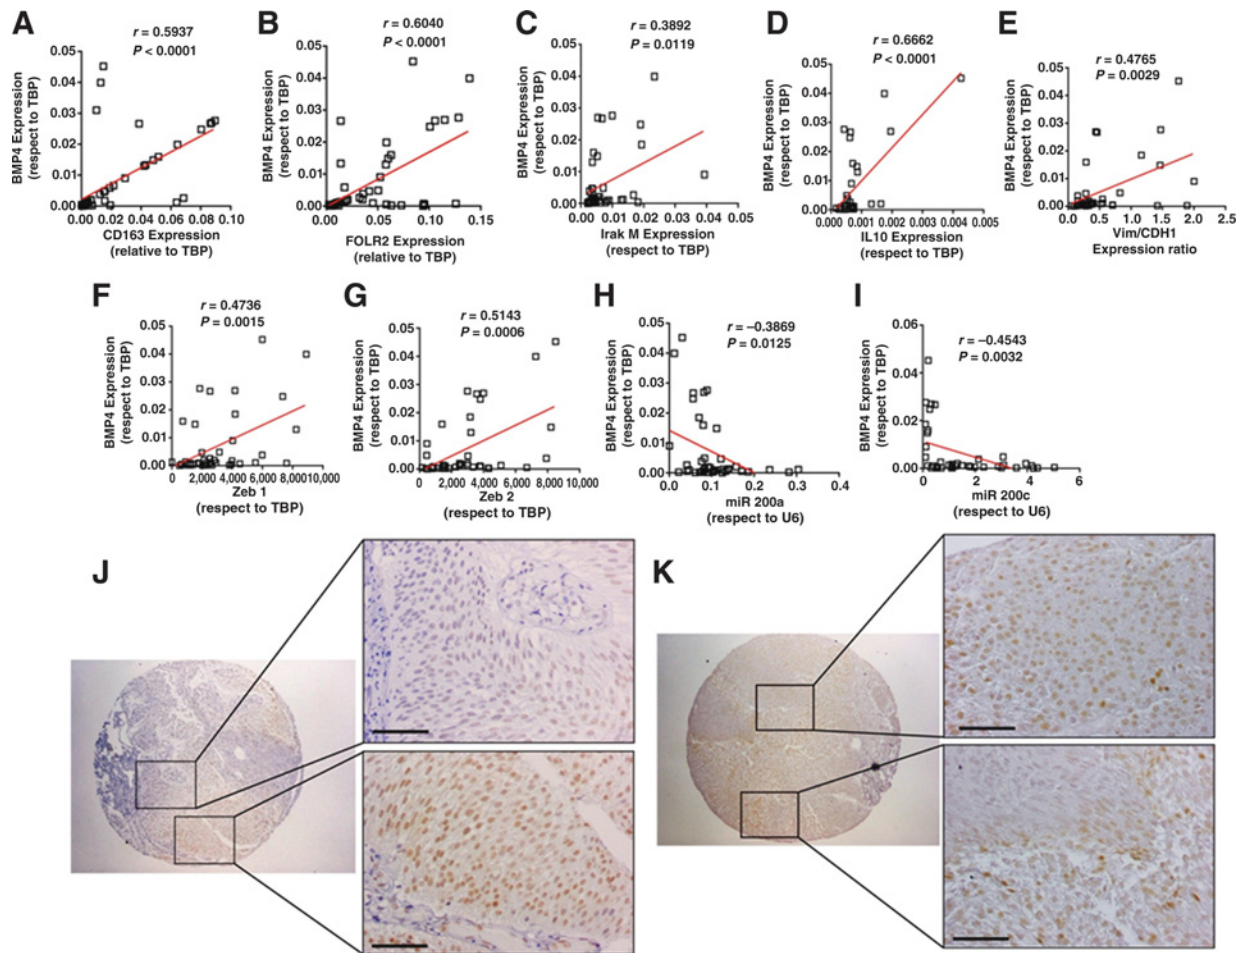 A
r = 0.5937
P < 0.0001
BMP4 Expression
(respect to TBP)
0.05
0.04
0.03
0.02
0.01
0.00
0.00 0.02 0.04 0.06 0.08 0.10
CD163 Expression
(relative to TBP)
B
r = 0.6040
P < 0.0001
BMP4 Expression
(respect to TBP)
0.05
0.04
0.03
0.02
0.01
0.00
0.00 0.05 0.10 0.15
FOLR2 Expression
(relative to TBP)
C
r = 0.3892
P = 0.0119
BMP4 Expression
(respect to TBP)
0.05
0.04
0.03
0.02
0.01
0.00
0.00 0.01 0.02 0.03 0.04 0.05
Irak M Expression
(respect to TBP)
D
r = 0.6662
P < 0.0001
BMP4 Expression
(respect to TBP)
0.05
0.04
0.03
0.02
0.01
0.00
0.000 0.001 0.002 0.003 0.004 0.005
IL10 Expression
(respect to TBP)
E
r = 0.4765
P = 0.0029
BMP4 Expression
(respect to TBP)
0.05
0.04
0.03
0.02
0.01
0.00
0.0 0.5 1.0 1.5 2.0 2.5
Vim/CDH1
Expression ratio
F
r = 0.4736
P = 0.0015
BMP4 Expression
(respect to TBP)
0.05
0.04
0.03
0.02
0.01
0.00
0 2,000 4,000 6,000 8,000 10,000
Zeb 1
(respect to TBP)
G
r = 0.5143
P = 0.0006
BMP4 Expression
(respect to TBP)
0.05
0.04
0.03
0.02
0.01
0.00
0 2,000 4,000 6,000 8,000 10,000
Zeb 2
(respect to TBP)
H
r = –0.3869
P = 0.0125
BMP4 Expression
(respect to TBP)
0.05
0.04
0.03
0.02
0.01
0.00
0.0 0.1 0.2 0.3 0.4
miR 200a
(respect to U6)
I
r = –0.4543
P = 0.0032
BMP4 Expression
(respect to TBP)
0.06
0.04
0.02
0.00
0 2 4 6
miR 200c
(respect to U6)
J
K